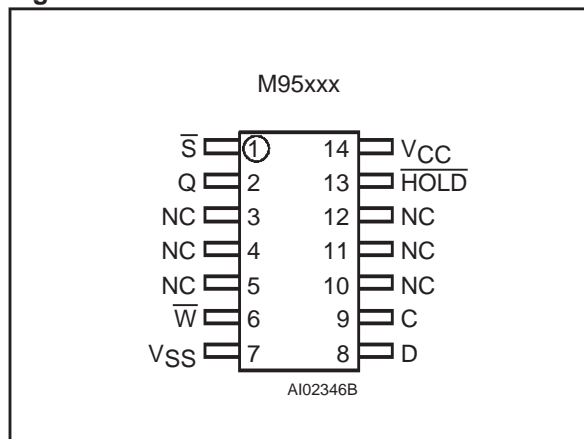 M95xxx
S̅ 1 14 VCC
Q 2 13 H̅O̅L̅D̅
NC 3 12 NC
NC 4 11 NC
NC 5 10 NC
W̅ 6 9 C
VSS 7 8 D
AI02346B